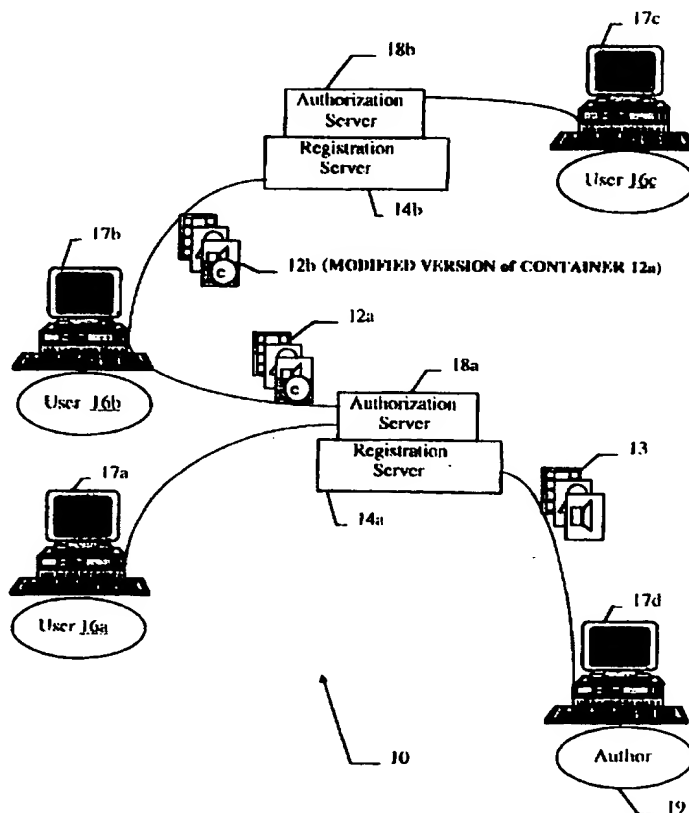 18b
17c
Authorization
Server
Registration
Server
User 16c
14b
17b
12b (MODIFIED VERSION of CONTAINER 12a)
c
12a
c
User 16b
18a
Authorization
Server
Registration
Server
13
17a
14a
User 16a
17d
10
Author
19